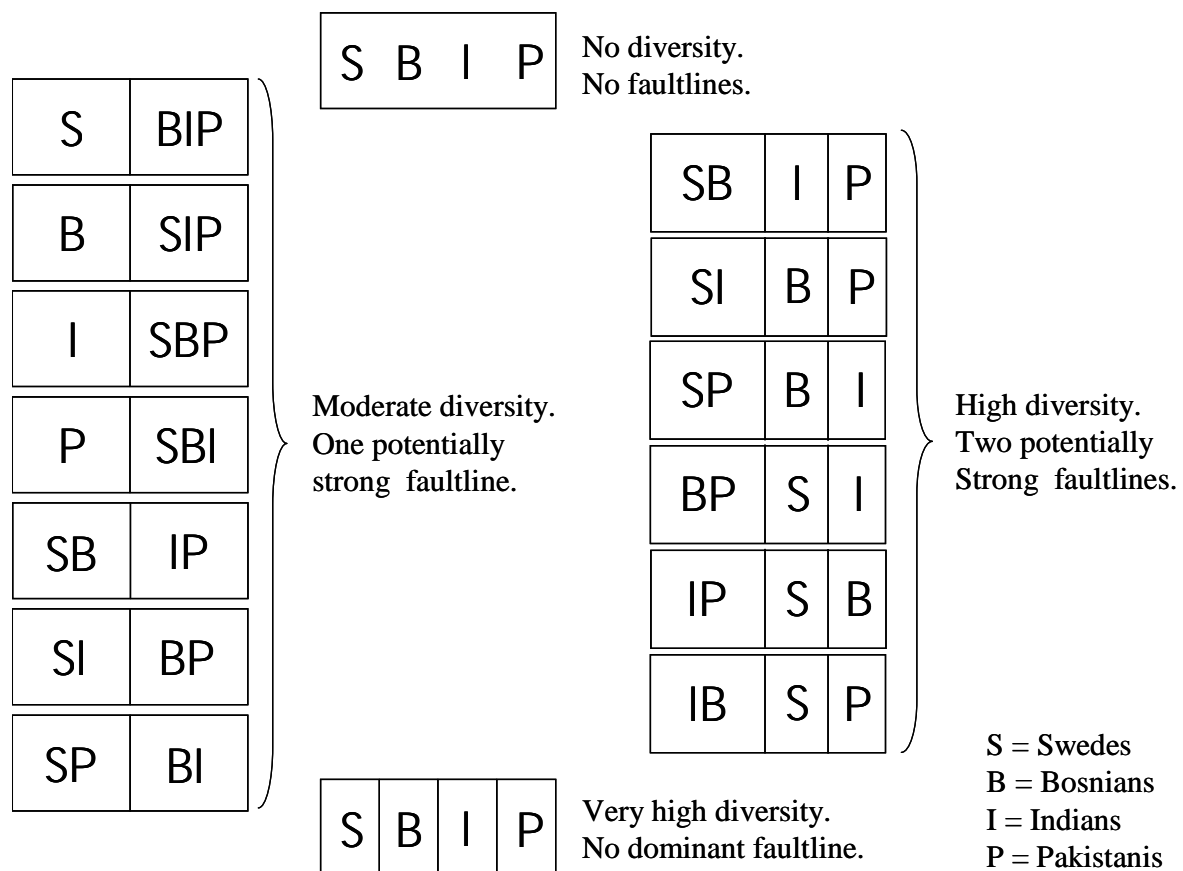 S B I P
No diversity.
No faultlines.
S BIP
B SIP
I SBP
P SBI
SB IP
SI BP
SP BI
Moderate diversity.
One potentially
strong faultline.
SB I P
SI B P
SP B I
BP S I
IP S B
IB S P
High diversity.
Two potentially
Strong faultlines.
S B I P
Very high diversity.
No dominant faultline.
S = Swedes
B = Bosnians
I = Indians
P = Pakistanis